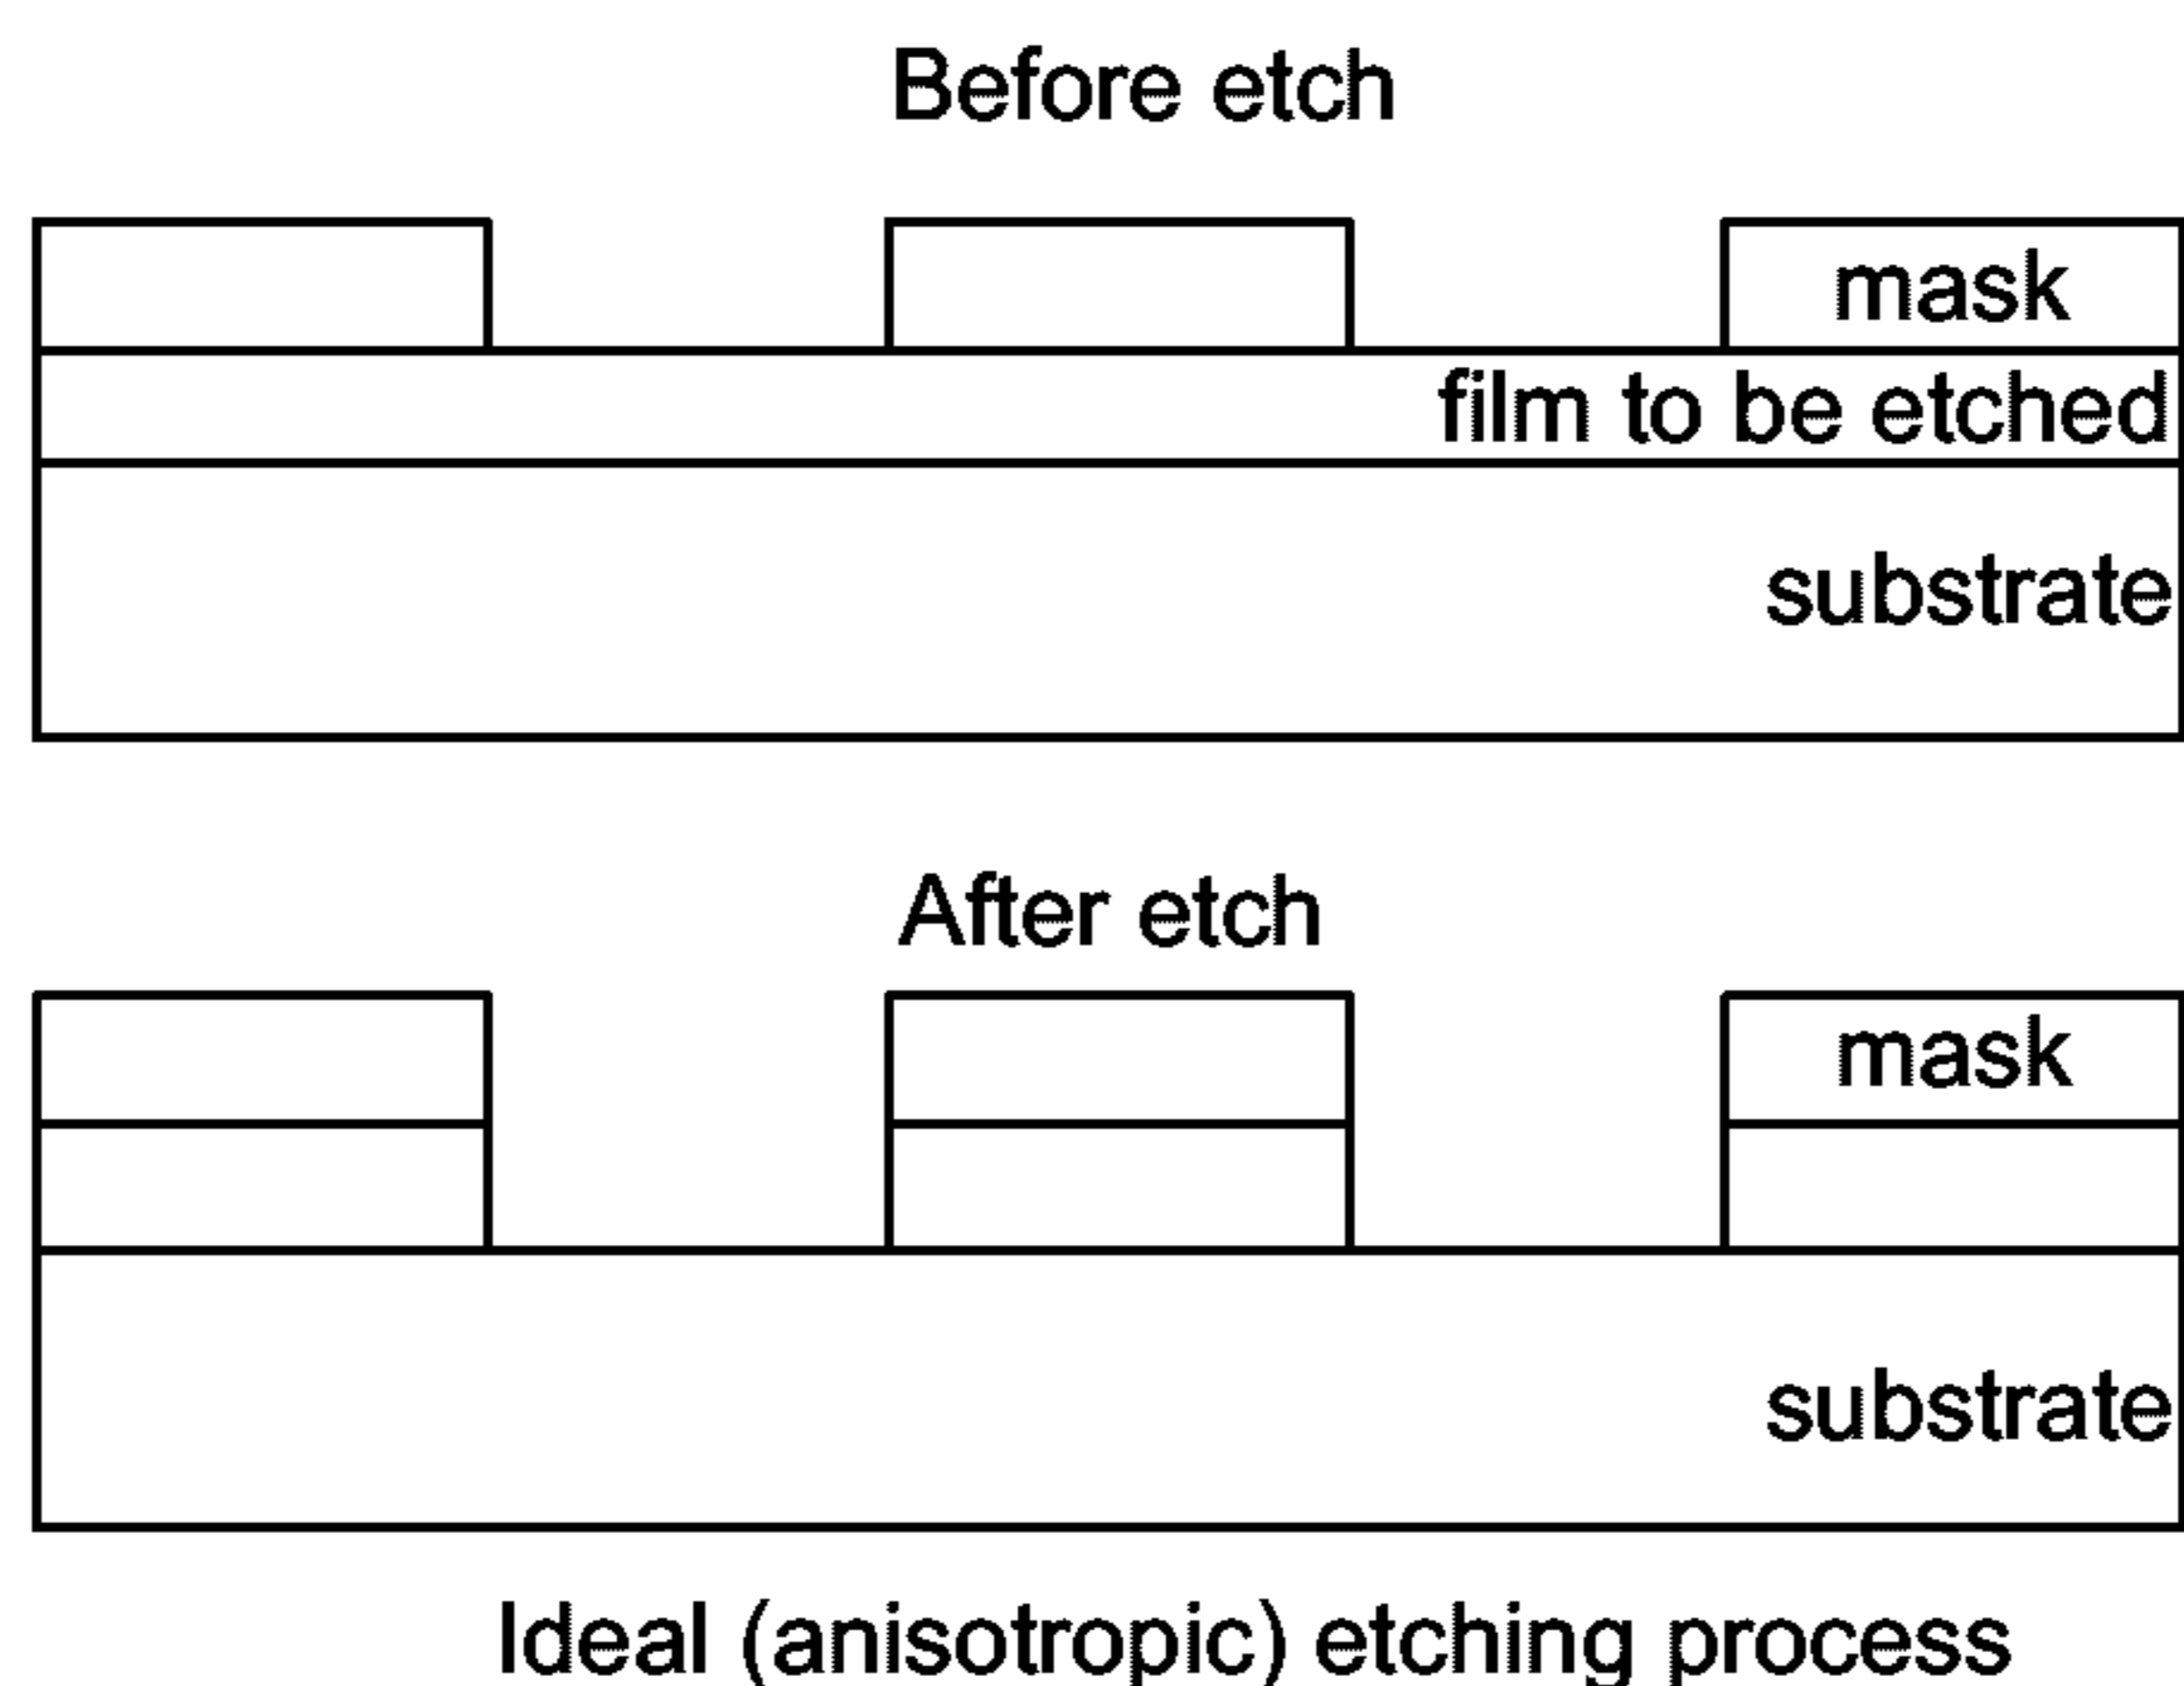 Before etch
mask
film to be etched
substrate
After etch
mask
substrate
Ideal (anisotropic) etching process